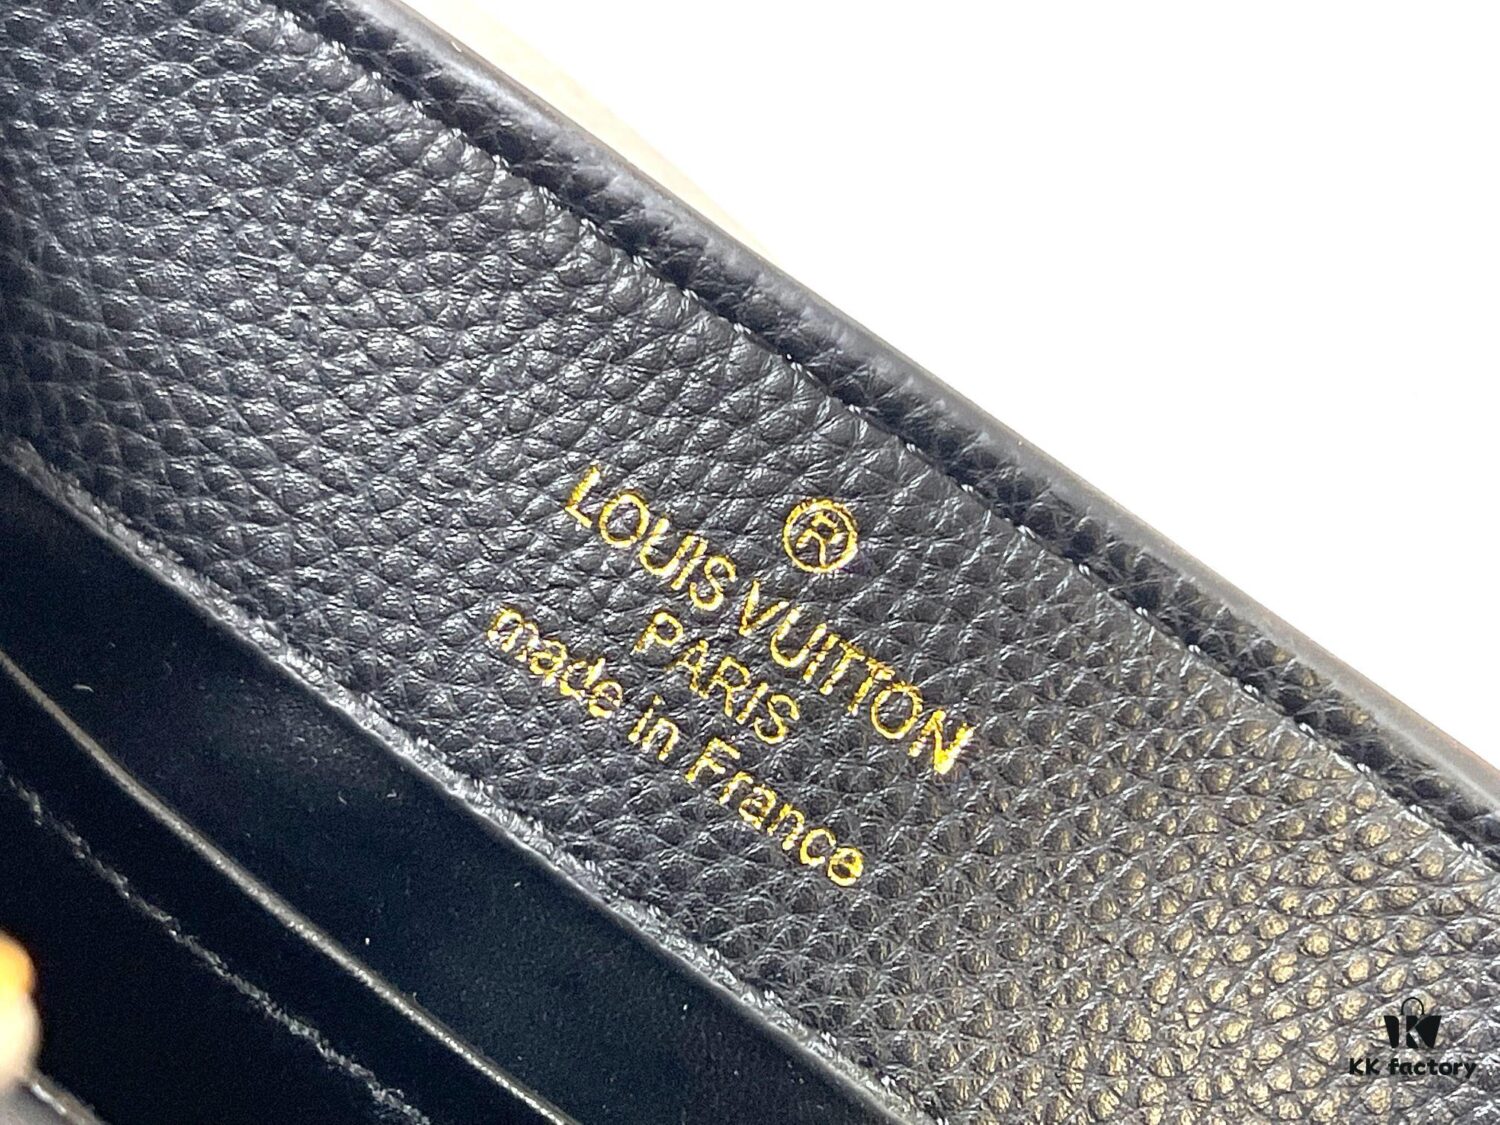 ®
LOUIS VUITTON
PARIS
made in France
KK factory